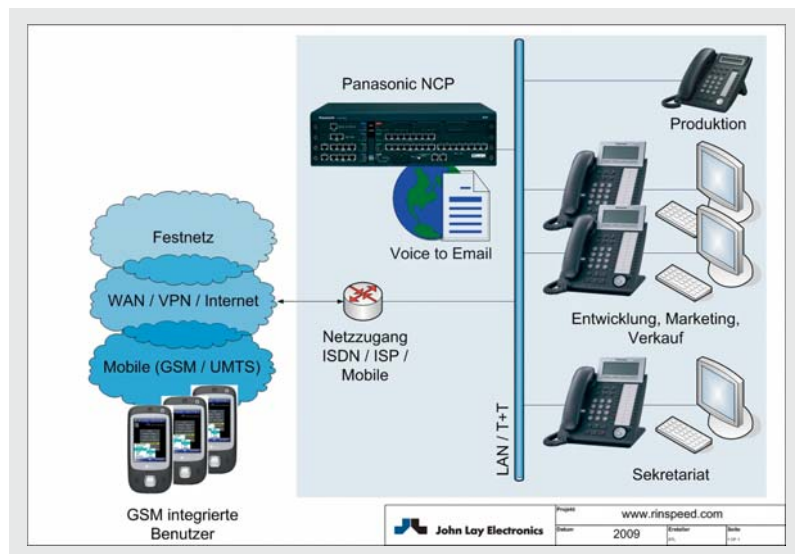 Panasonic NCP
Panasonic
Voice to Email
Produktion
Festnetz
WAN / VPN / Internet
Mobile (GSM / UMTS)
Netzzugang
ISDN / ISP /
Mobile
Entwicklung, Marketing,
Verkauf
LAN / T+T
Sekretariat
GSM integrierte
Benutzer
John Lay Electronics
Projekt
www.rinspeed.com
Datum
2009
Ersteller
Seite